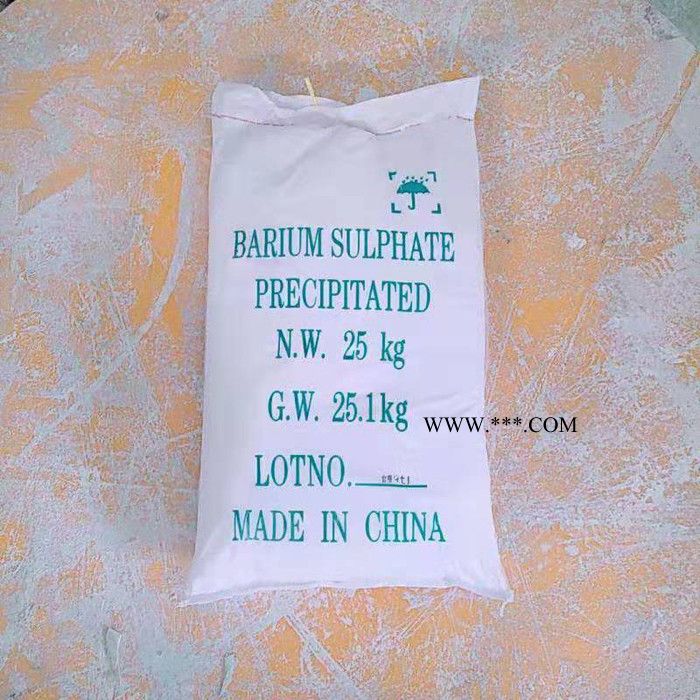 BARIUM SULPHATE
PRECIPITATED
N.W. 25 kg
G.W. 25.1kg
WWW.***.COM
LOTNO.
MADE IN CHINA